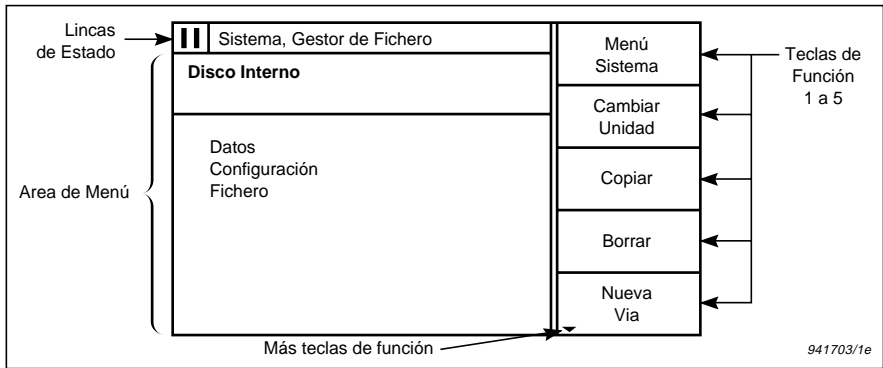 Lincas
de Estado
Sistema, Gestor de Fichero
Disco Interno
Datos
Configuración
Fichero
Area de Menú
Menú
Sistema
Cambiar
Unidad
Copiar
Borrar
Nueva
Via
Teclas de
Función
1 a 5
Más teclas de función
941703/1e